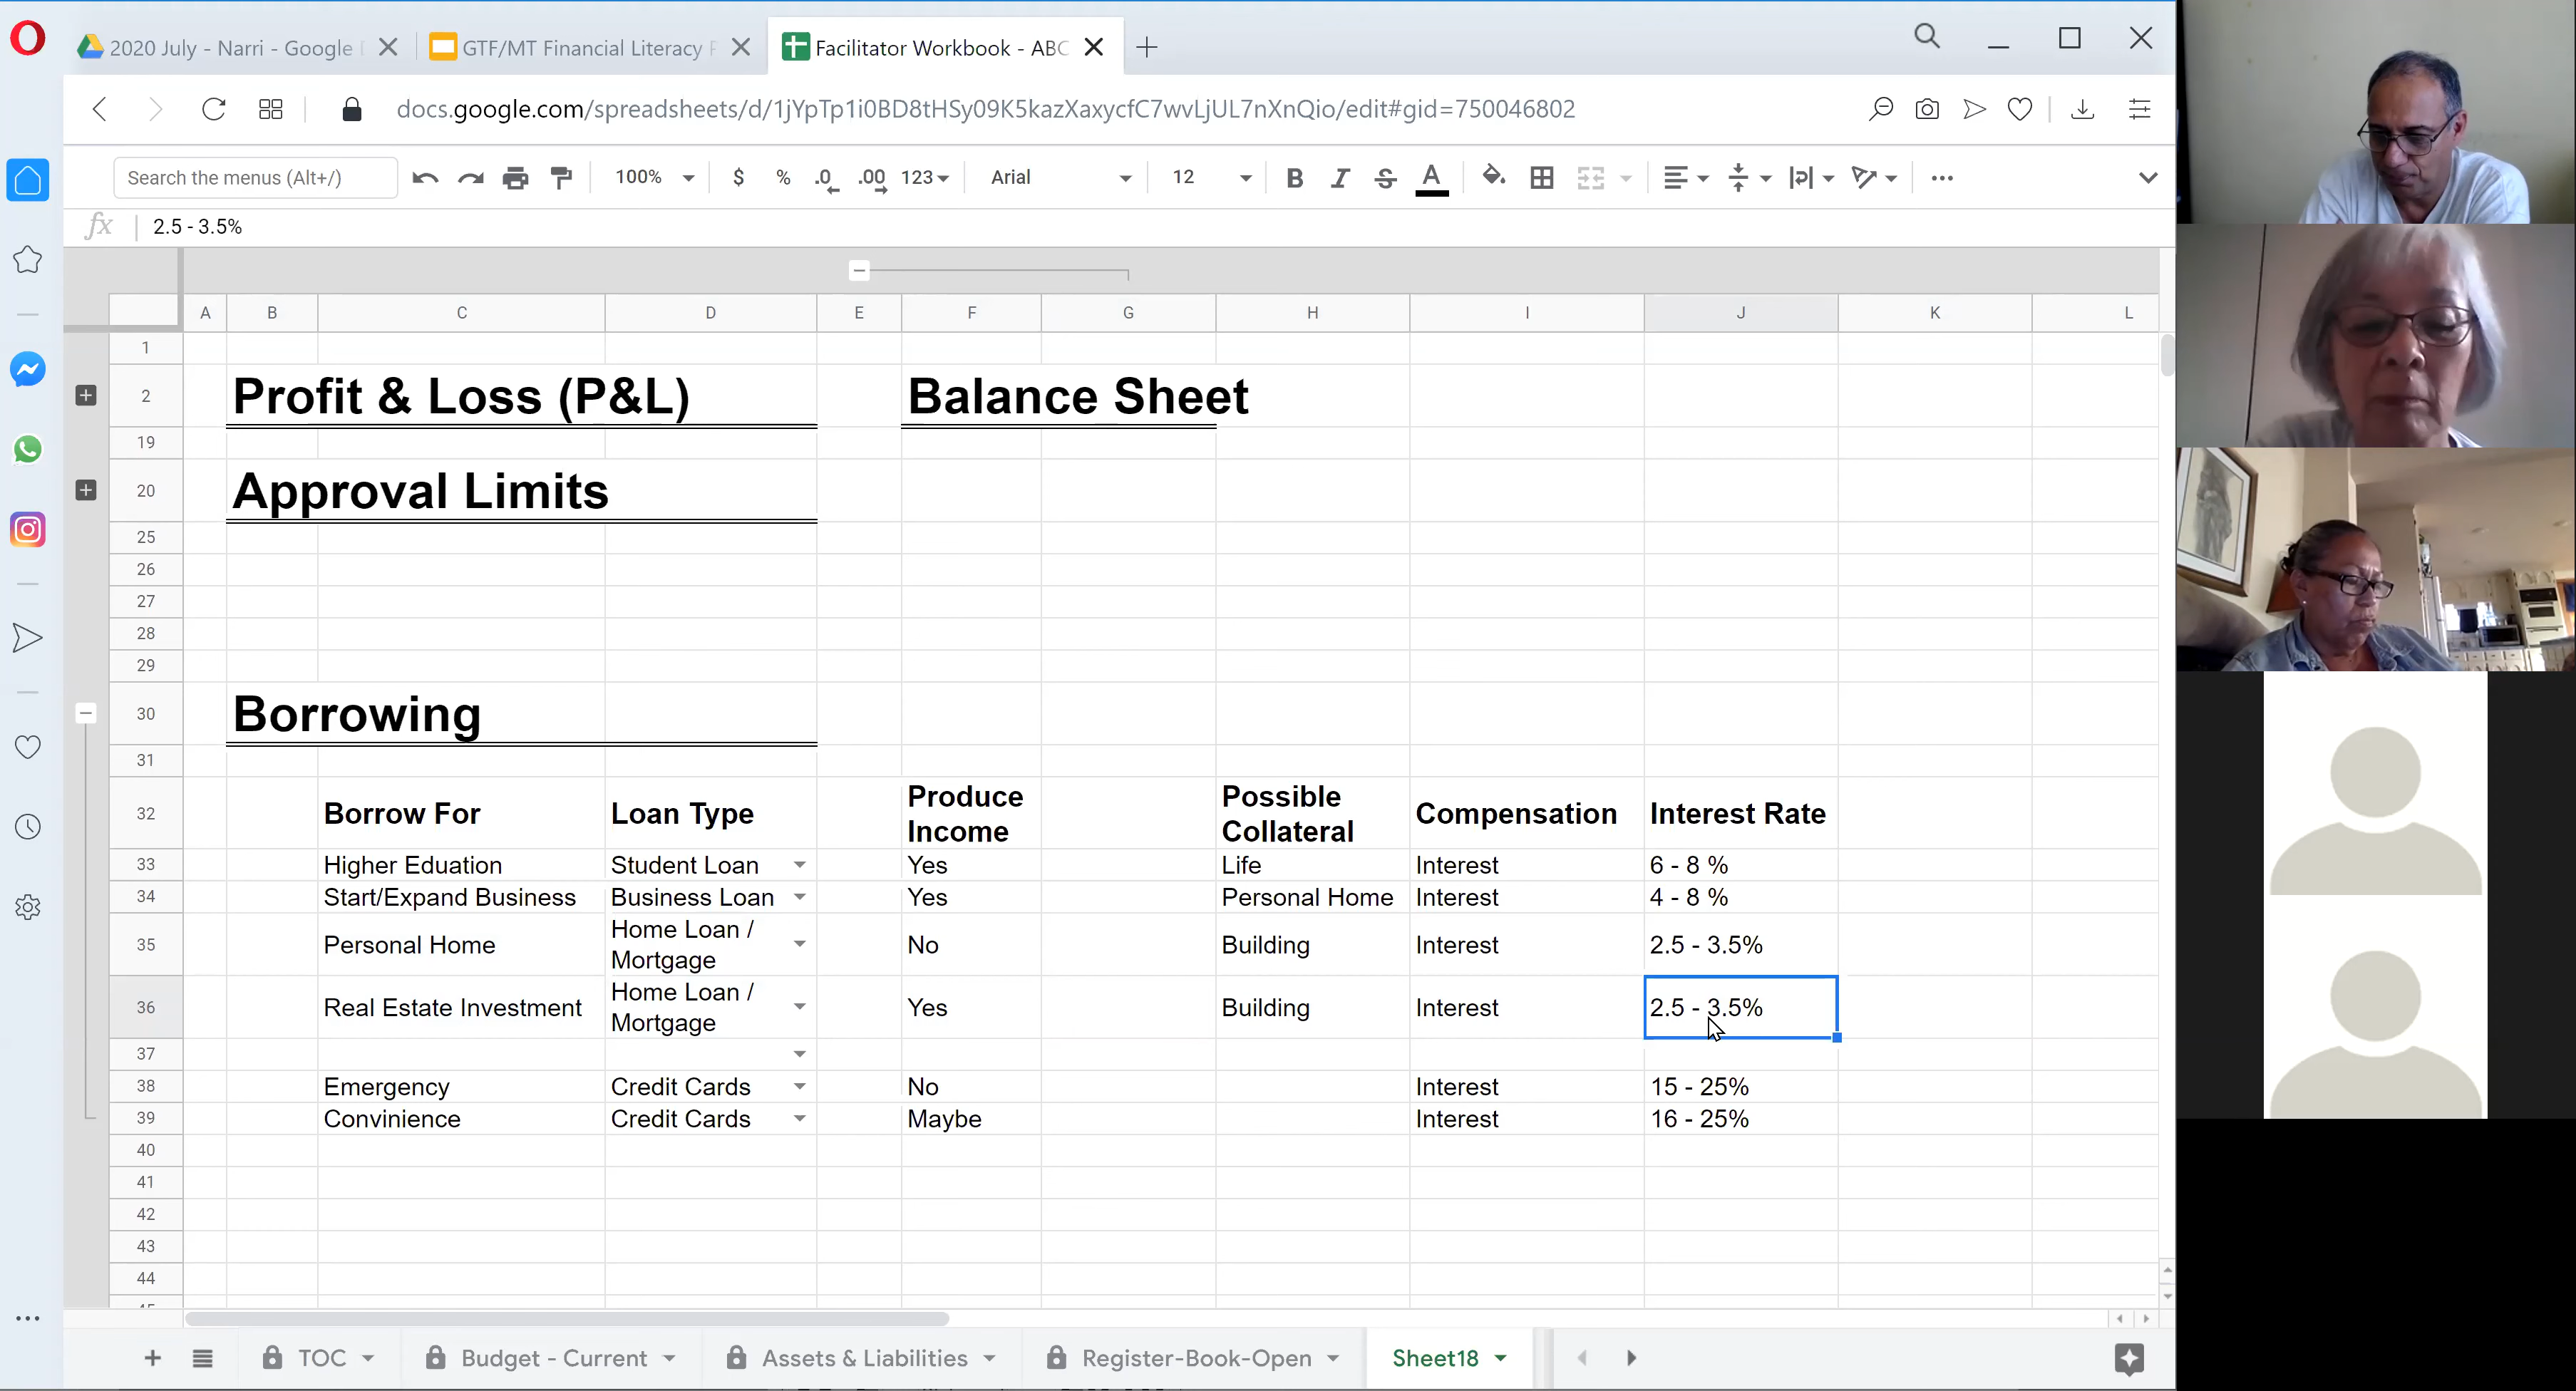 2020 July - Narri - Google
GTF/MT Financial Literacy
Facilitator Workbook - ABC
docs.google.com/spreadsheets/d/1jYpTp1i0BD8tHSy09K5kazXaxycfC7wvLjUL7nXnQio/edit#gid=750046802
Search the menus (Alt+/)
100%
$
%
.0
.00
123
Arial
12
B
I
S
A
fx
2.5 - 3.5%
A B C D E F G H I J K L
1
2 Profit & Loss (P&L) Balance Sheet
19
20 Approval Limits
25
26
27
28
29
30 Borrowing
31
32 Borrow For Loan Type Produce Income Possible Collateral Compensation Interest Rate
33 Higher Eduation Student Loan Yes Life Interest 6 - 8 %
34 Start/Expand Business Business Loan Yes Personal Home Interest 4 - 8 %
35 Personal Home Home Loan / Mortgage No Building Interest 2.5 - 3.5%
36 Real Estate Investment Home Loan / Mortgage Yes Building Interest 2.5 - 3.5%
37
38 Emergency Credit Cards No Interest 15 - 25%
39 Convinience Credit Cards Maybe Interest 16 - 25%
40
41
42
43
44
TOC
Budget - Current
Assets & Liabilities
Register-Book-Open
Sheet18